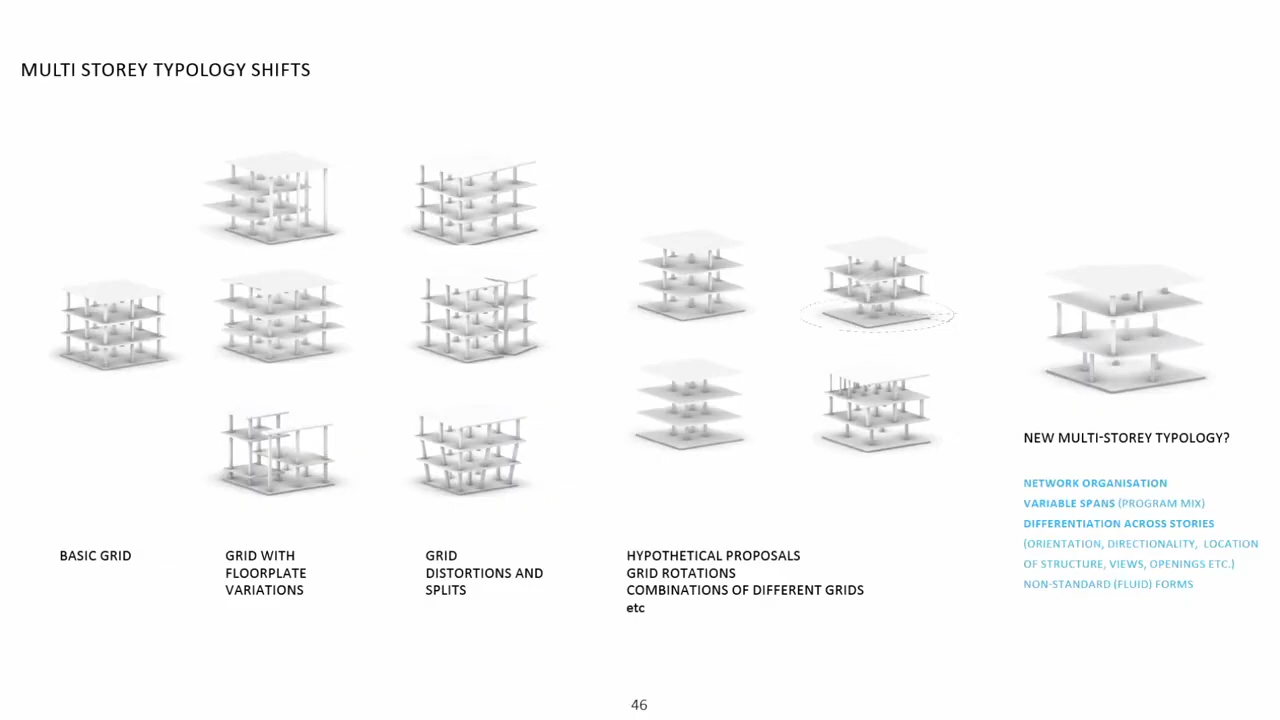 MULTI STOREY TYPOLOGY SHIFTS
BASIC GRID
GRID WITH
FLOORPLATE
VARIATIONS
GRID
DISTORTIONS AND
SPLITS
HYPOTHETICAL PROPOSALS
GRID ROTATIONS
COMBINATIONS OF DIFFERENT GRIDS
etc
NEW MULTI-STOREY TYPOLOGY?
NETWORK ORGANISATION
VARIABLE SPANS (PROGRAM MIX)
DIFFERENTIATION ACROSS STORIES
(ORIENTATION, DIRECTIONALITY, LOCATION
OF STRUCTURE, VIEWS, OPENINGS ETC.)
NON-STANDARD (FLUID) FORMS
46